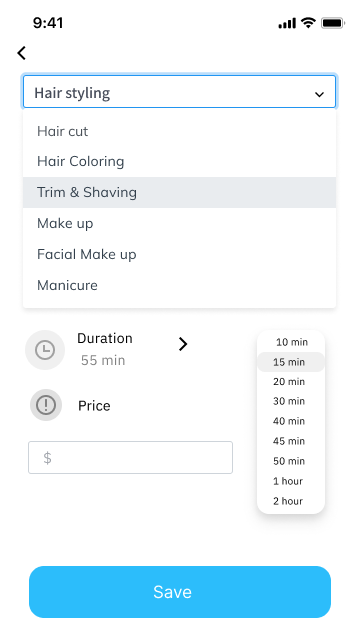 9:41
Hair styling
Hair cut
Hair Coloring
Trim & Shaving
Make up
Facial Make up
Manicure
Duration
55 min
Price
$
10 min
15 min
20 min
30 min
40 min
45 min
50 min
1 hour
2 hour
Save